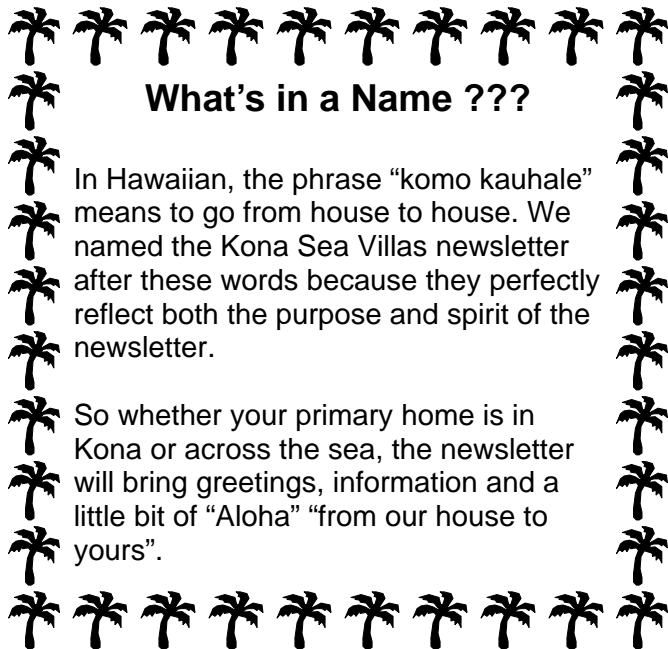 What’s in a Name ???
In Hawaiian, the phrase “komo kauhale”
means to go from house to house. We
named the Kona Sea Villas newsletter
after these words because they perfectly
reflect both the purpose and spirit of the
newsletter.
So whether your primary home is in
Kona or across the sea, the newsletter
will bring greetings, information and a
little bit of “Aloha” “from our house to
yours”.